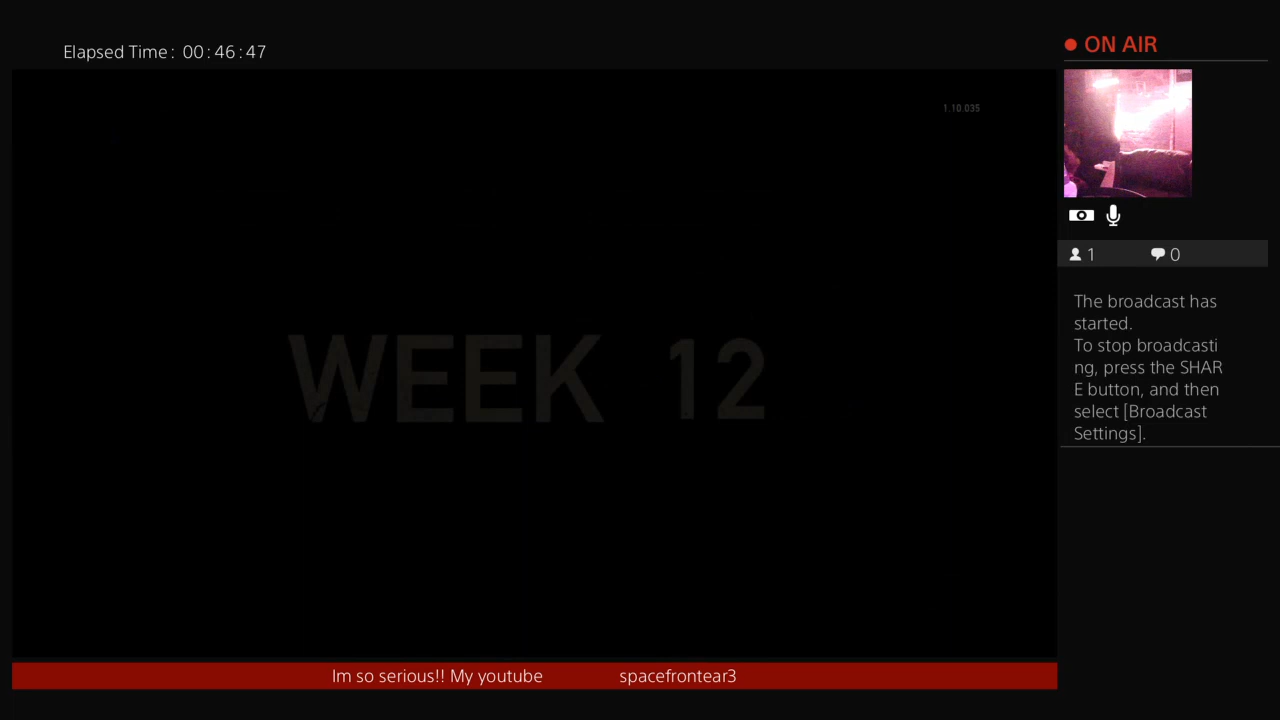 Elapsed Time: 00:46:47
ON AIR
1.10.035
1 0
The broadcast has
started.
To stop broadcasti
ng, press the SHAR
E button, and then
select [Broadcast
Settings].
WEEK 12
Im so serious!! My youtube spacefrontear3